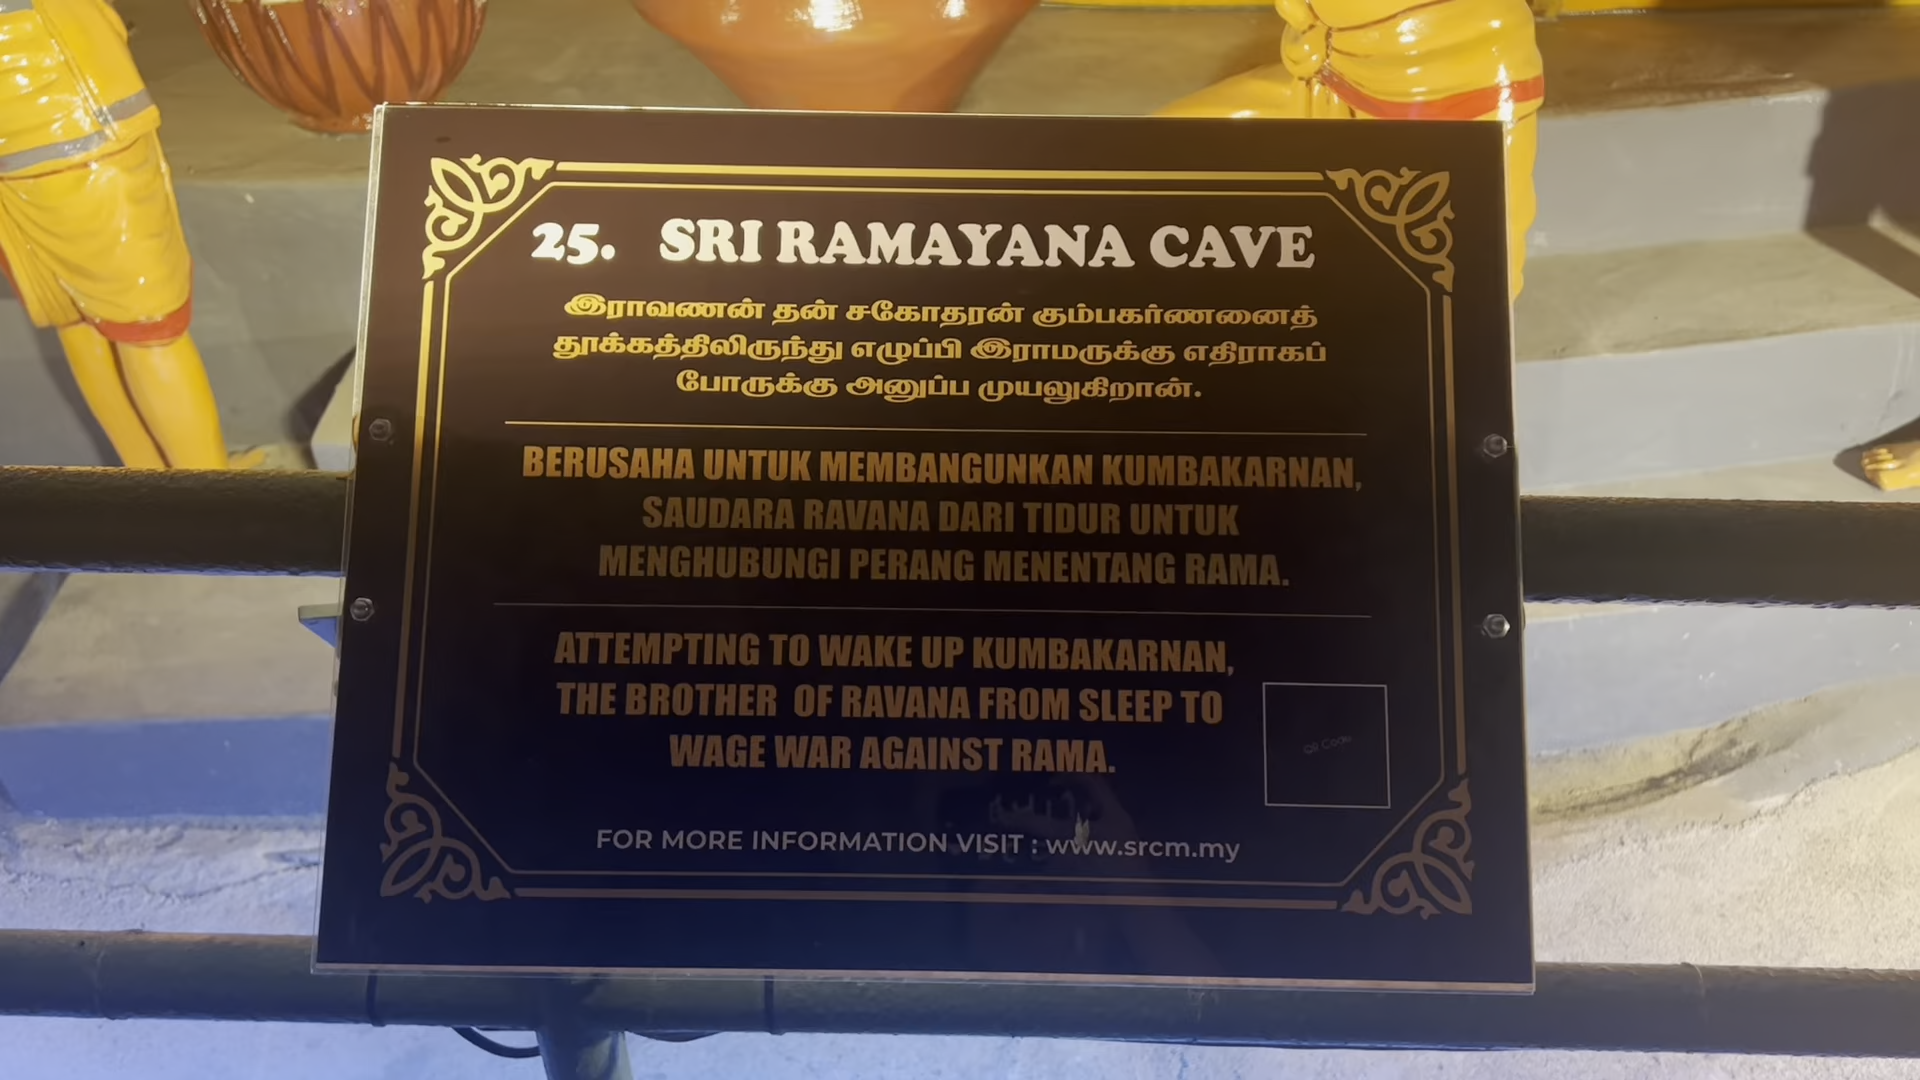 25. SRI RAMAYANA CAVE
இராவணன் தன் சகோதரன் கும்பகர்ணனைத்
தூக்கத்திலிருந்து எழுப்பி இராமருக்கு எதிராகப்
போருக்கு அனுப்ப முயலுகிறான்.
BERUSAHA UNTUK MEMBANGUNKAN KUMBAKARNAN,
SAUDARA RAVANA DARI TIDUR UNTUK
MENGHUBUNGI PERANG MENENTANG RAMA.
ATTEMPTING TO WAKE UP KUMBAKARNAN,
THE BROTHER OF RAVANA FROM SLEEP TO
WAGE WAR AGAINST RAMA.
QR Code
FOR MORE INFORMATION VISIT : www.srcm.my